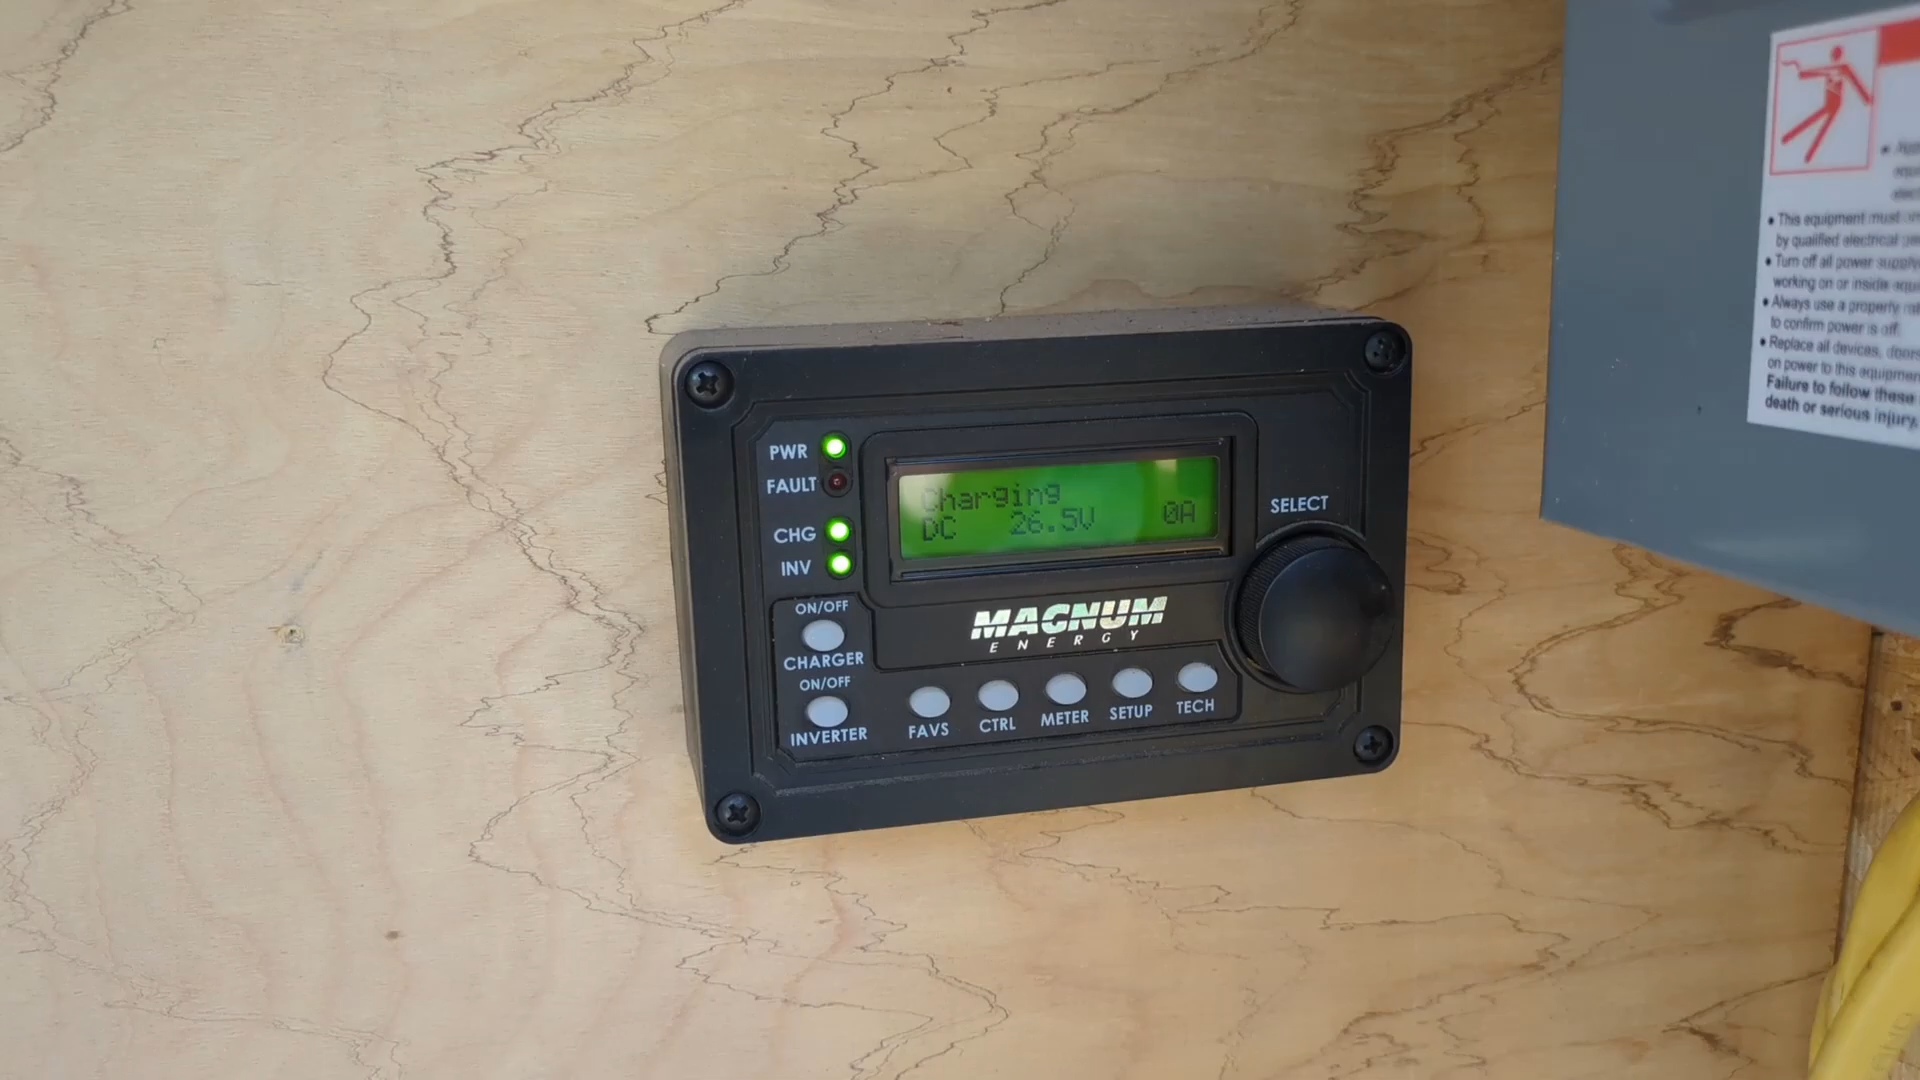 PWR
FAULT
CHG
INV
Charging
DC 26.5V 0A
SELECT
ON/OFF
CHARGER
ON/OFF
INVERTER
MAGNUM
ENERGY
FAVS
CTRL
METER
SETUP
TECH
• This equipment must
by qualified electrical
• Turn off all power supply
working on or inside
• Always use a properly
to confirm power is off.
• Replace all devices, doors
on power to this equipment
Failure to follow these
death or serious injury.